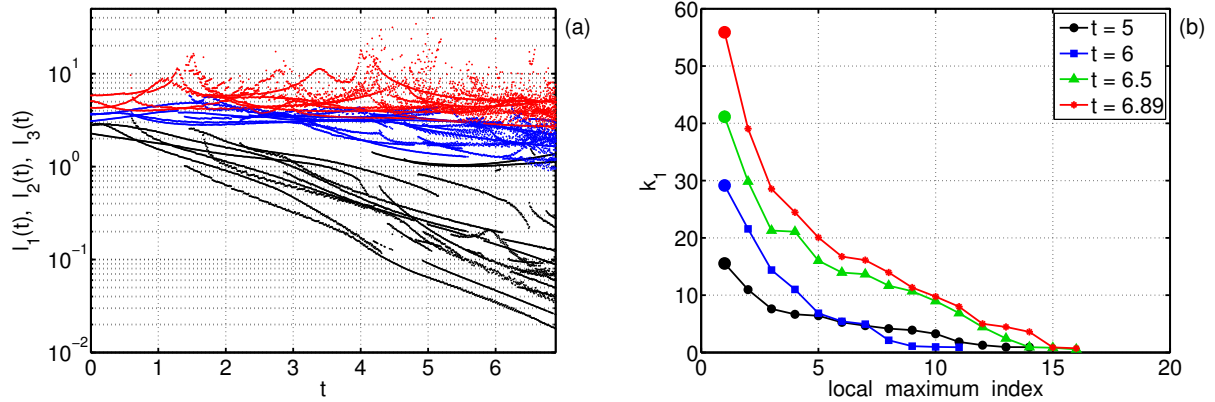 (a)
10^1
10^0
10^{-1}
10^{-2}
l_1(t), l_2(t), l_3(t)
0 1 2 3 4 5 6
t
(b)
60
50
40
30
20
10
0
k_1
t = 5
t = 6
t = 6.5
t = 6.89
0 5 10 15 20
local maximum index